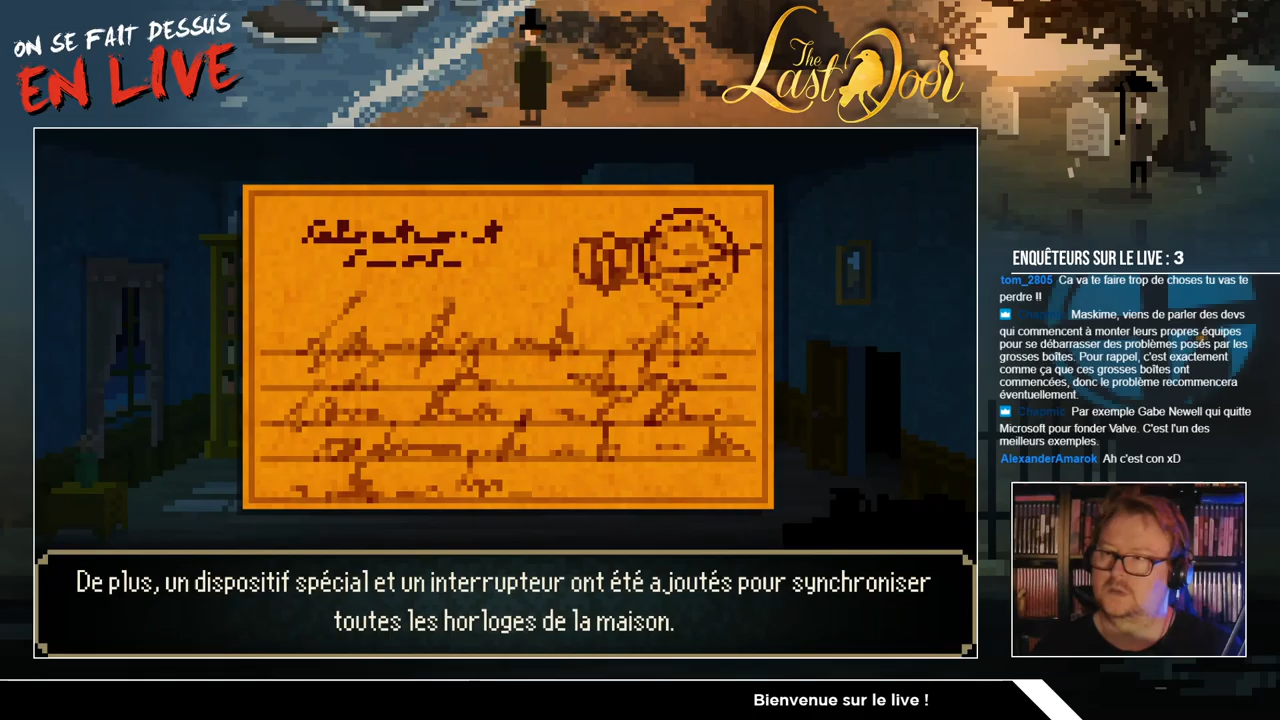 ON SE FAIT DESSUS
EN LIVE
The
Last Door
ENQUÊTEURS SUR LE LIVE : 3
tom_2805 Ca va te faire trop de choses tu vas te
perdre !!
Maskime, viens de parler des devs
qui commencent à monter leurs propres équipes
pour se débarrasser des problèmes posés par les
grosses boîtes. Pour rappel, c'est exactement
comme ça que ces grosses boîtes ont
commencées, donc le problème recommencera
éventuellement.
Par exemple Gabe Newell qui quitte
Microsoft pour fonder Valve. C'est l'un des
meilleurs exemples.
AlexanderAmarok Ah c'est con xD
De plus, un dispositif spécial et un interrupteur ont été ajoutés pour synchroniser
toutes les horloges de la maison.
Bienvenue sur le live !